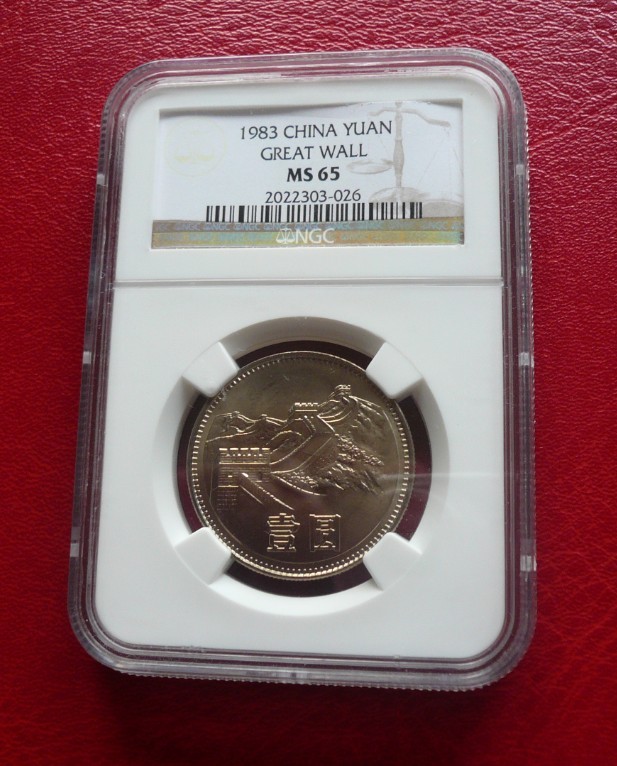 1983 CHINA YUAN
GREAT WALL
MS 65
2022303-026
NGC
壹圆